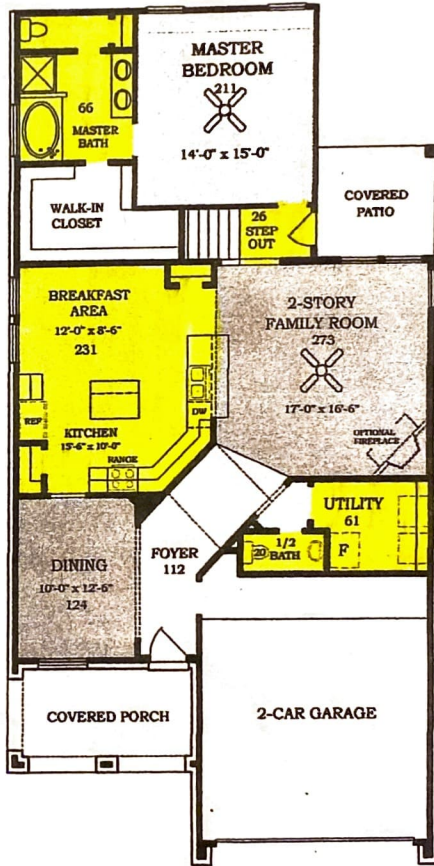 MASTER
BEDROOM
211
14'-0" x 15'-0"
66
MASTER
BATH
WALK-IN
CLOSET
26
STEP
OUT
COVERED
PATIO
BREAKFAST
AREA
12'-0" x 8'-6"
231
2-STORY
FAMILY ROOM
273
17'-0" x 16'-6"
OPTIONAL
FIREPLACE
REF
DW
KITCHEN
15'-6" x 10'-0"
RANGE
UTILITY
61
F
1/2
BATH
20
FOYER
112
DINING
10'-0" x 12'-6"
124
COVERED PORCH
2-CAR GARAGE